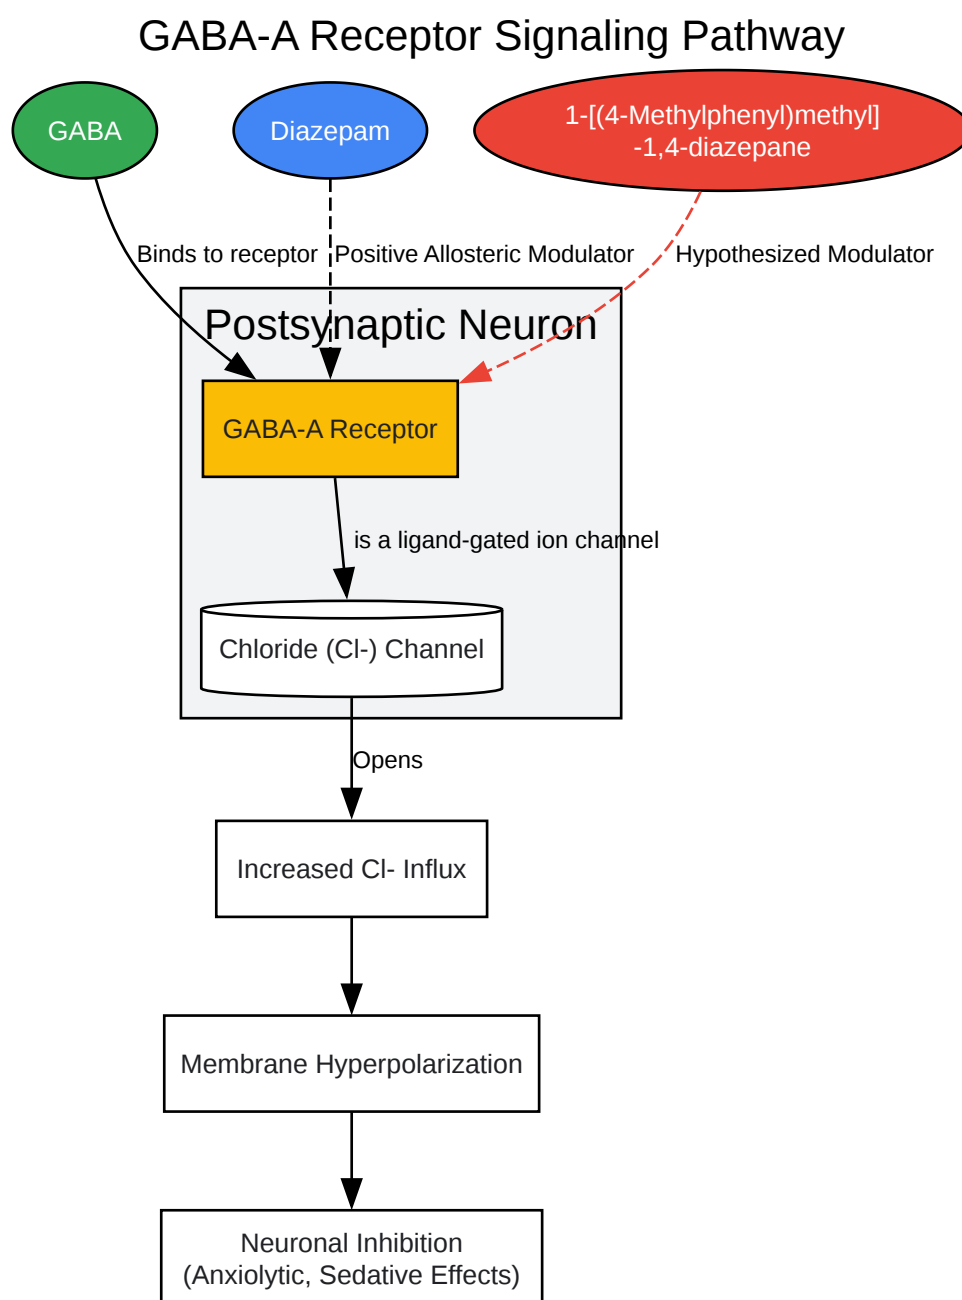 GABA-A Receptor Signaling Pathway
GABA
Diazepam
1-[(4-Methylphenyl)methyl]
-1,4-diazepane
Binds to receptor
Positive Allosteric Modulator
Hypothesized Modulator
Postsynaptic Neuron
GABA-A Receptor
is a ligand-gated ion channel
Chloride (Cl-) Channel
Opens
Increased Cl- Influx
Membrane Hyperpolarization
Neuronal Inhibition
(Anxiolytic, Sedative Effects)